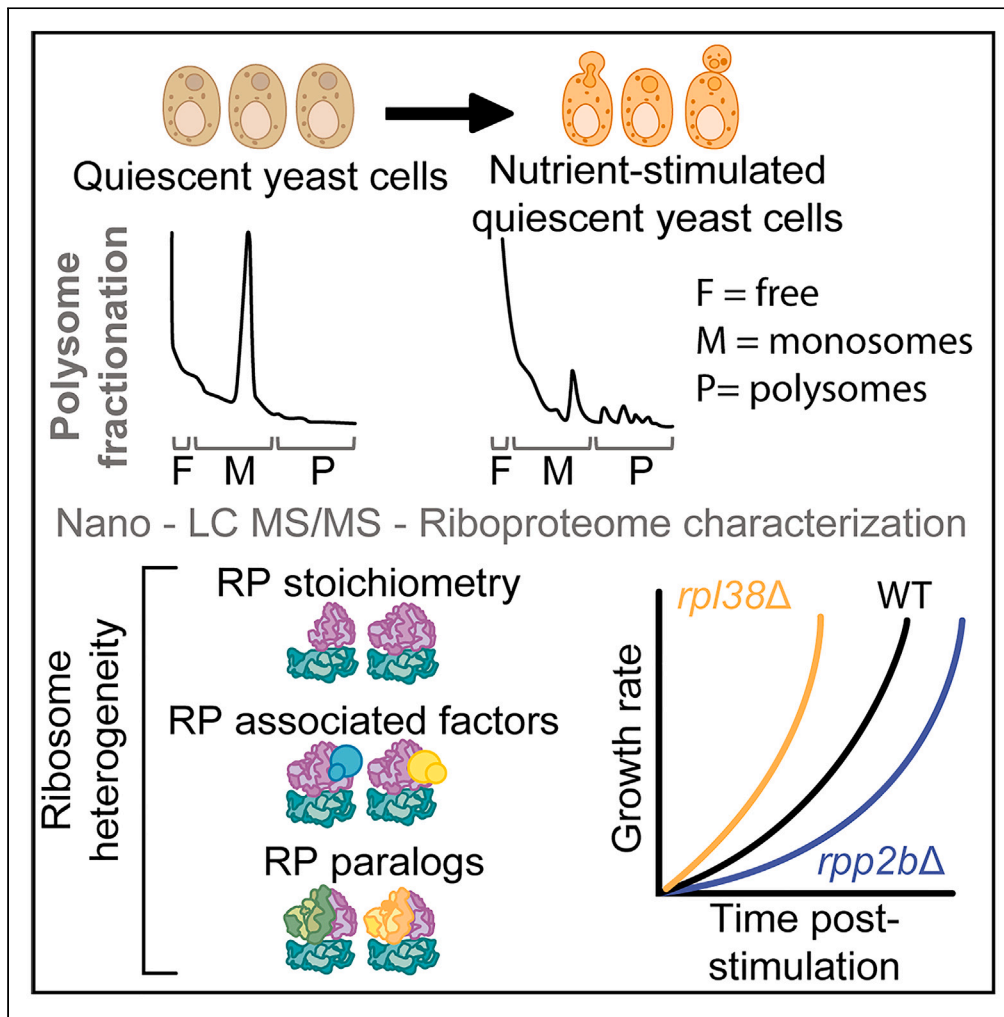 Quiescent yeast cells
Nutrient-stimulated
quiescent yeast cells
Polysome
fractionation
F M P
F M P
F = free
M = monosomes
P= polysomes
Nano - LC MS/MS - Riboproteome characterization
Ribosome
heterogeneity
RP stoichiometry
RP associated factors
RP paralogs
Growth rate
rpl38Δ
WT
rpp2bΔ
Time post-
stimulation